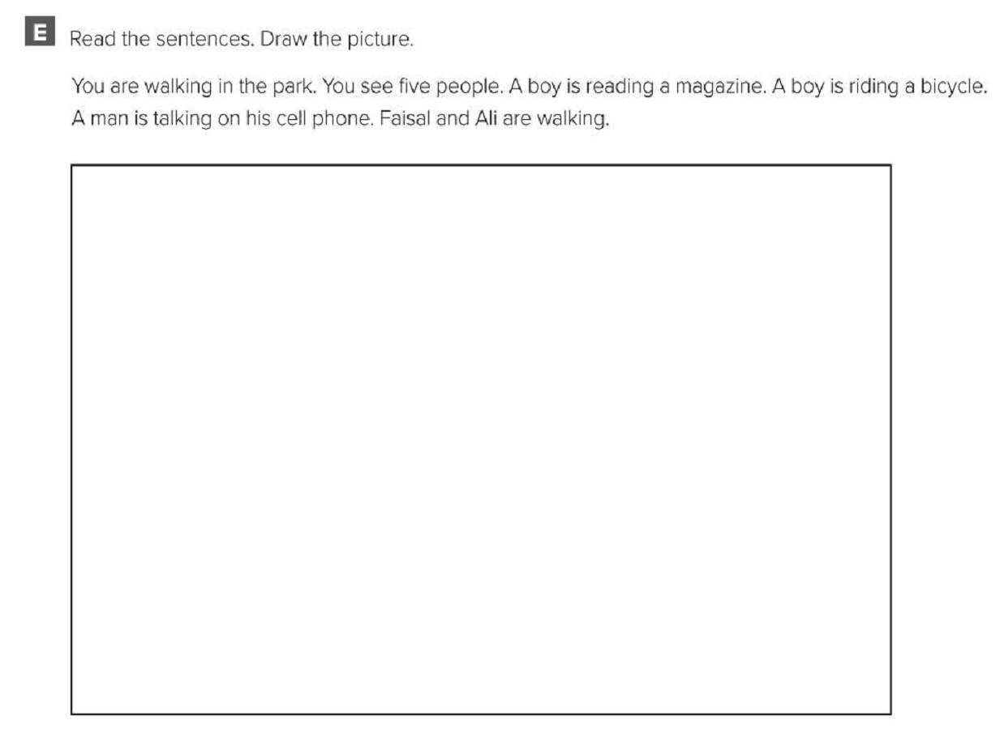 E Read the sentences. Draw the picture.
You are walking in the park. You see five people. A boy is reading a magazine. A boy is riding a bicycle.
A man is talking on his cell phone. Faisal and Ali are walking.